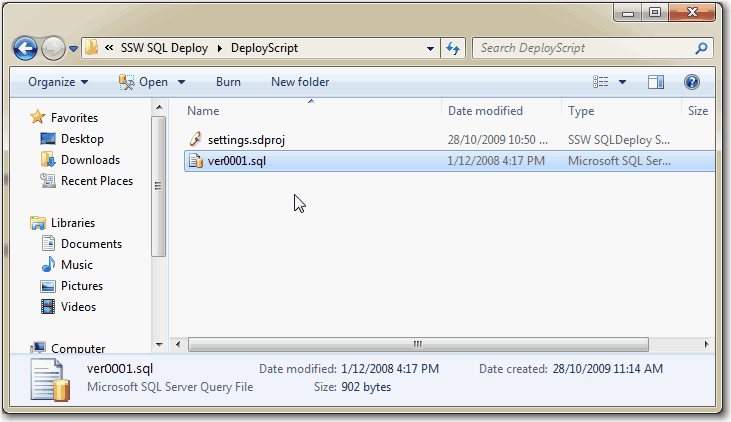 « SSW SQL Deploy DeployScript Search DeployScript
Organize Open Burn New folder
Favorites
Desktop
Downloads
Recent Places
Libraries
Documents
Music
Pictures
Videos
Computer
Name Date modified Type Size
settings.sdproj 28/10/2009 10:50 ... SSW SQLDeploy S...
ver0001.sql 1/12/2008 4:17 PM Microsoft SQL Ser...
ver0001.sql Date modified: 1/12/2008 4:17 PM Date created: 28/10/2009 11:14 AM
Microsoft SQL Server Query File Size: 902 bytes